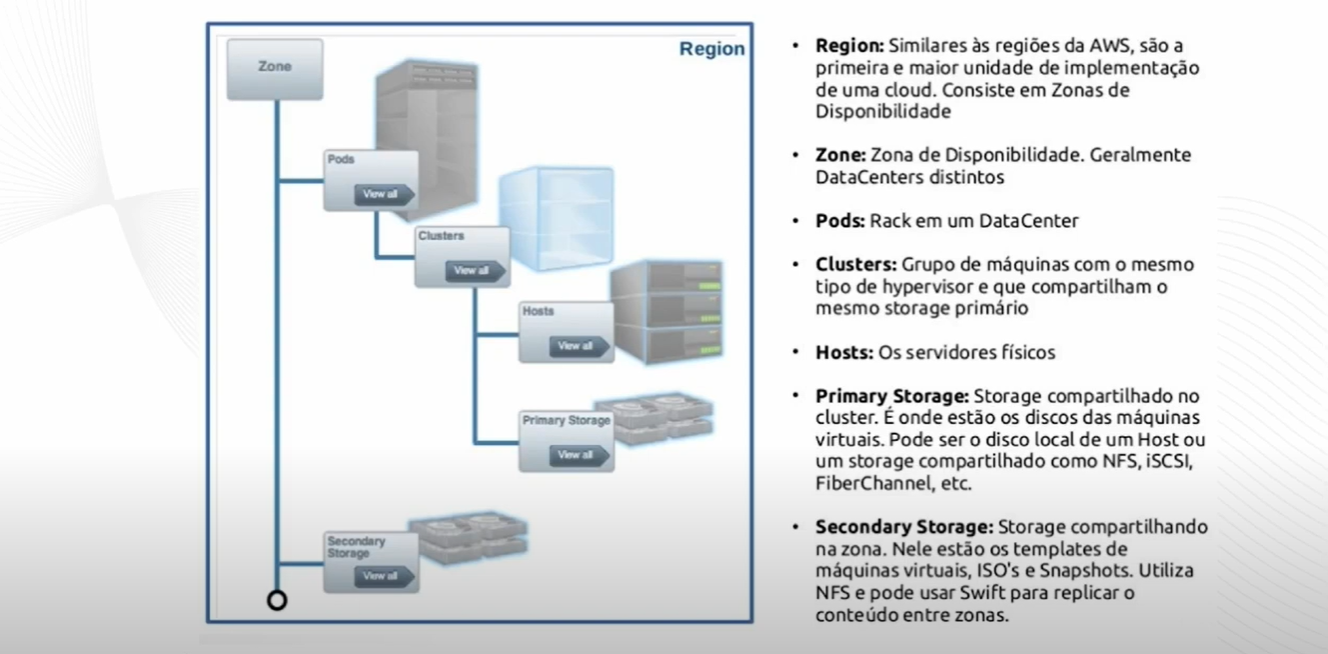 Region
Zone
Pods
View all
Clusters
View all
Hosts
View all
Primary Storage
View all
Secondary
Storage
View all
• Region: Similares às regiões da AWS, são a
primeira e maior unidade de implementação
de uma cloud. Consiste em Zonas de
Disponibilidade
• Zone: Zona de Disponibilidade. Geralmente
DataCenters distintos
• Pods: Rack em um DataCenter
• Clusters: Grupo de máquinas com o mesmo
tipo de hypervisor e que compartilham o
mesmo storage primário
• Hosts: Os servidores físicos
• Primary Storage: Storage compartilhado no
cluster. É onde estão os discos das máquinas
virtuais. Pode ser o disco local de um Host ou
um storage compartilhado como NFS, iSCSI,
FiberChannel, etc.
• Secondary Storage: Storage compartilhando
na zona. Nele estão os templates de
máquinas virtuais, ISO's e Snapshots. Utiliza
NFS e pode usar Swift para replicar o
conteúdo entre zonas.